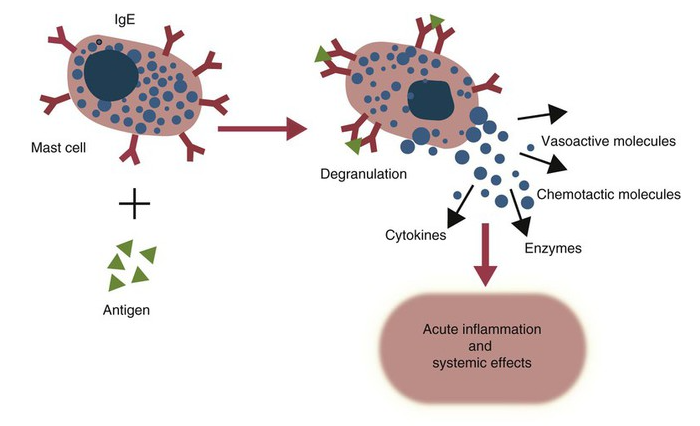 IgE
Mast cell
Antigen
Degranulation
Vasoactive molecules
Chemotactic molecules
Cytokines
Enzymes
Acute inflammation
and
systemic effects